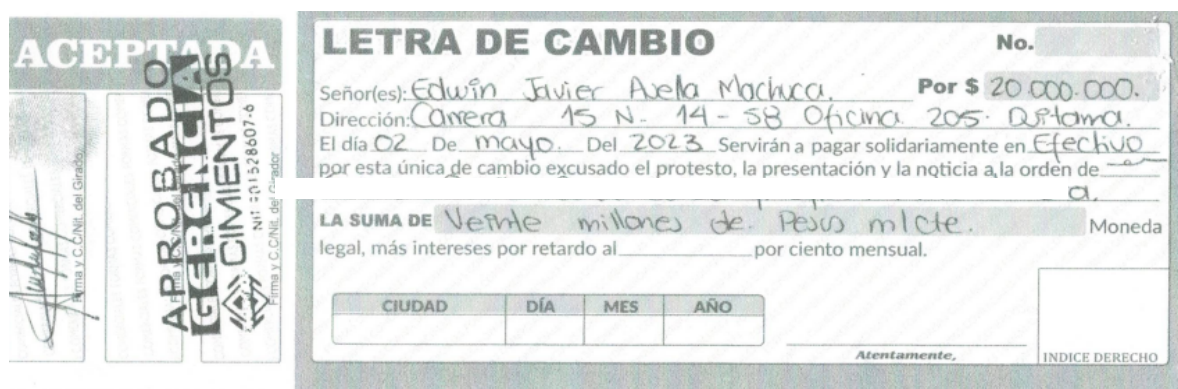 ACEPTADA
Firma y C.C/Nit. del Girado
APROBADO
GERENCIA
CIMIENTOS
Nit: 901528607-6
Firma y C.C/Nit. del Girador
LETRA DE CAMBIO
No.
Señor(es): Edwin Javier Avella Machuca. Por $ 20.000.000.
Dirección: Carrera 15 N- 14-58 Oficina 205. Duitama.
El día 02 De mayo. Del 2023 Servirán a pagar solidariamente en Efectivo
por esta única de cambio excusado el protesto, la presentación y la noticia a la orden de
LA SUMA DE Veinte millones de. Pesos m/cte. Moneda
legal, más intereses por retardo al por ciento mensual.
CIUDAD DÍA MES AÑO
Atentamente,
INDICE DERECHO